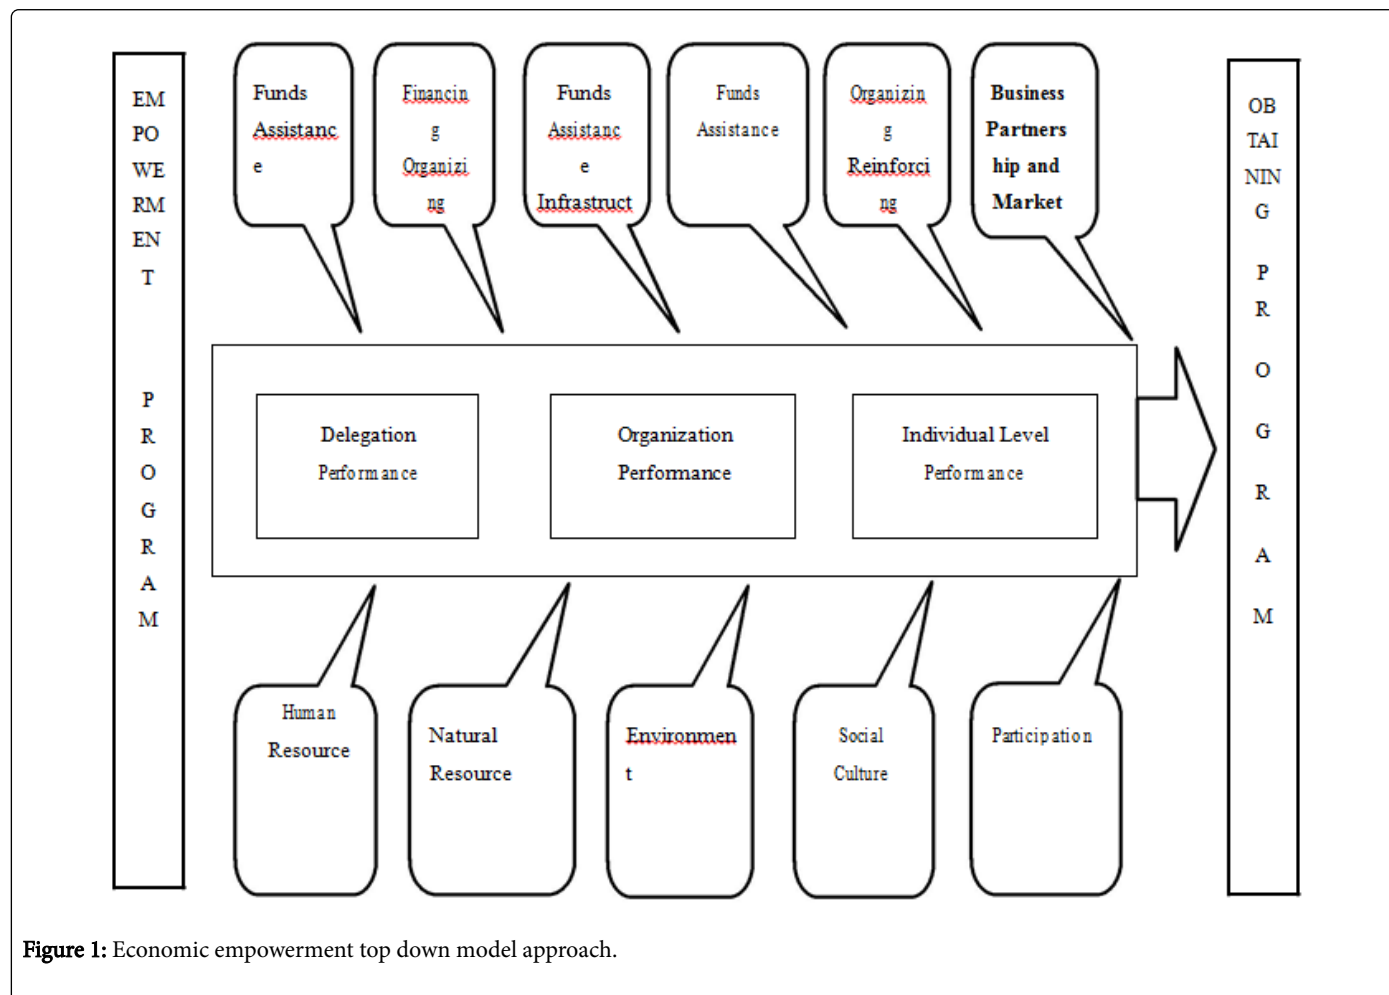 EM
PO
WE
RM
EN
T
P
R
O
G
R
A
M
Funds
Assistanc
e
Financin
g
Organizi
ng
Funds
Assistanc
e
Infrastruct
Funds
Assistance
Organizin
g
Reinforci
ng
Business
Partners
hip and
Market
Delegation
Performance
Organization
Performance
Individual Level
Performance
Human
Resource
Natural
Resource
Environmen
t
Social
Culture
Participation
OB
TAI
NIN
G
P
R
O
G
R
A
M
Figure 1: Economic empowerment top down model approach.